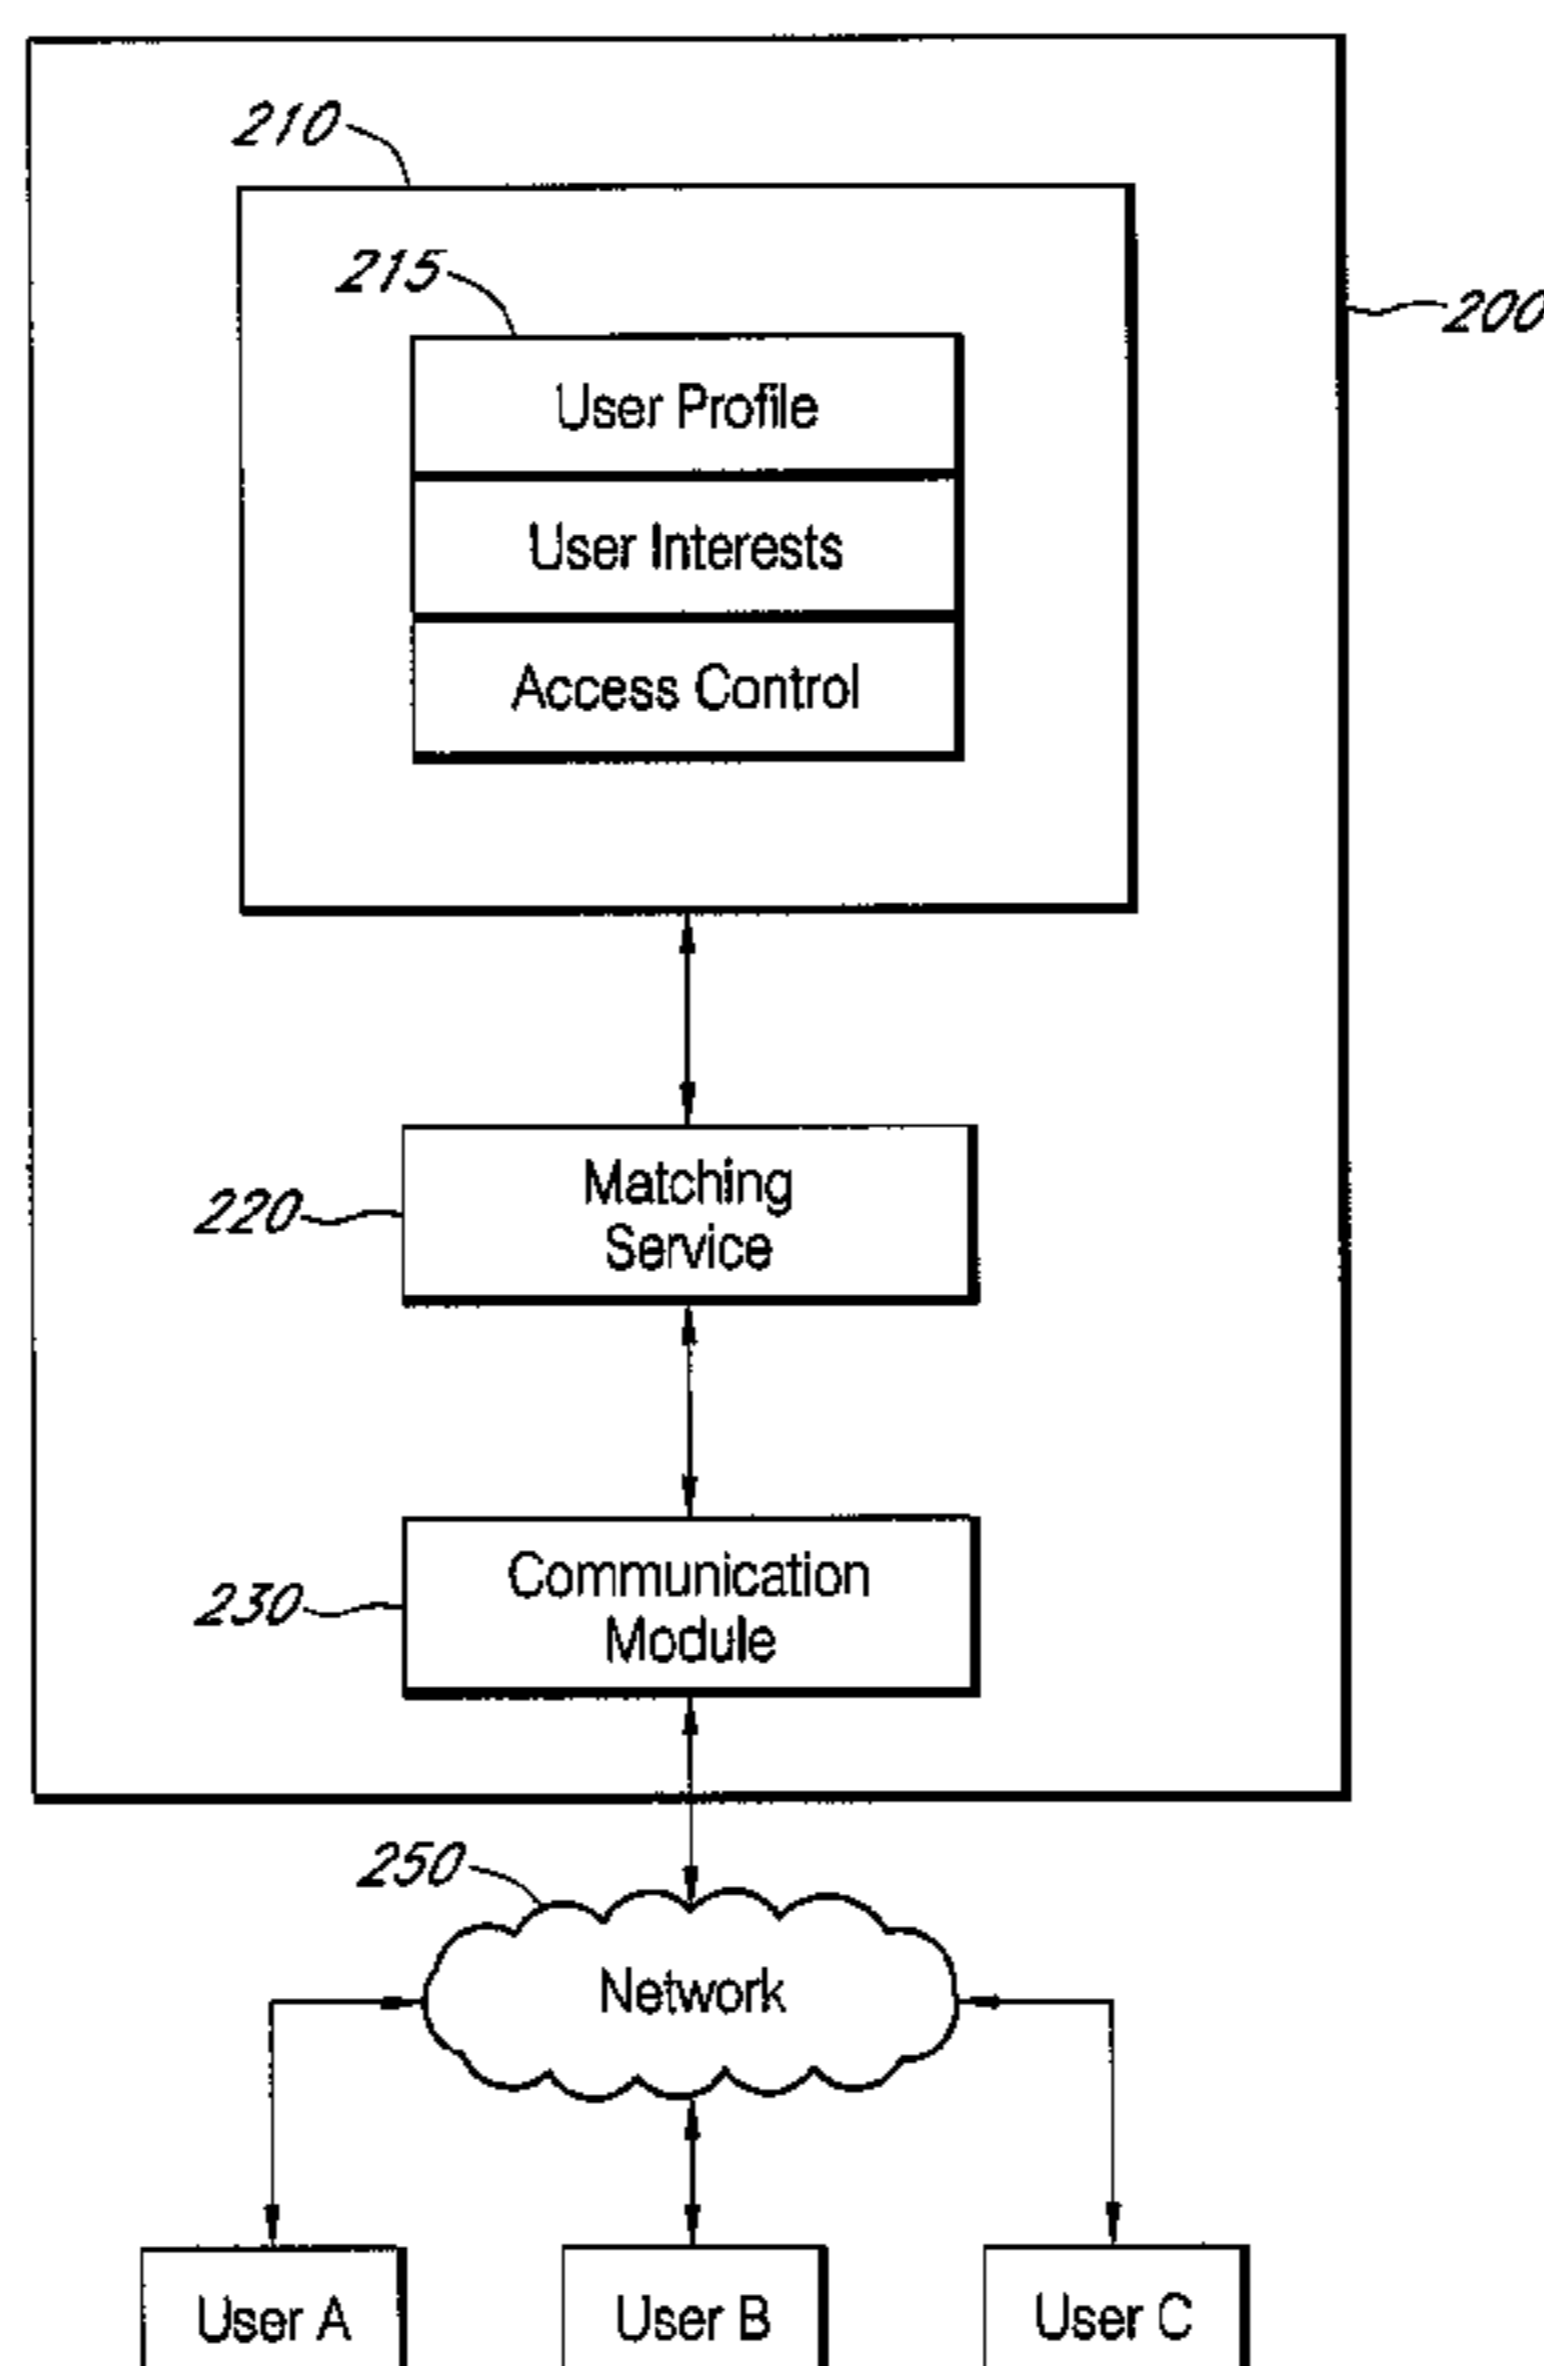 210
215
200
User Profile
User Interests
Access Control
220
Matching
Service
230
Communication
Module
250
Network
User A
User B
User C